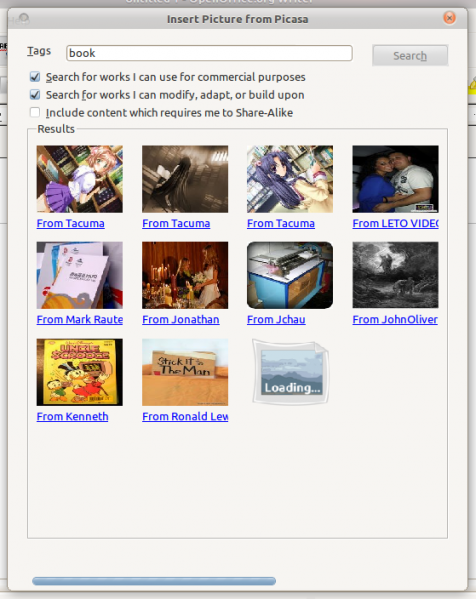 Untitled 1 - OpenOffice.org Writer
Insert Picture from Picasa
Tags
book
Search
Search for works I can use for commercial purposes
Search for works I can modify, adapt, or build upon
Include content which requires me to Share-Alike
Results
From Tacuma
From Tacuma
From Tacuma
From LETO VIDEO
From Mark Raute
From Jonathan
From Jchau
From JohnOliver
UNCLE
SCROOGE
Stick It To
The Man
Loading...
From Kenneth
From Ronald Lew